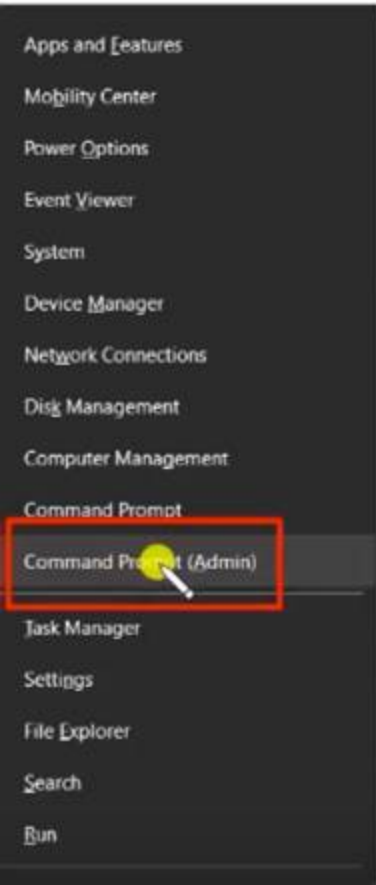 Apps and Features
Mobility Center
Power Options
Event Viewer
System
Device Manager
Network Connections
Disk Management
Computer Management
Command Prompt
Command Prompt (Admin)
Task Manager
Settings
File Explorer
Search
Run